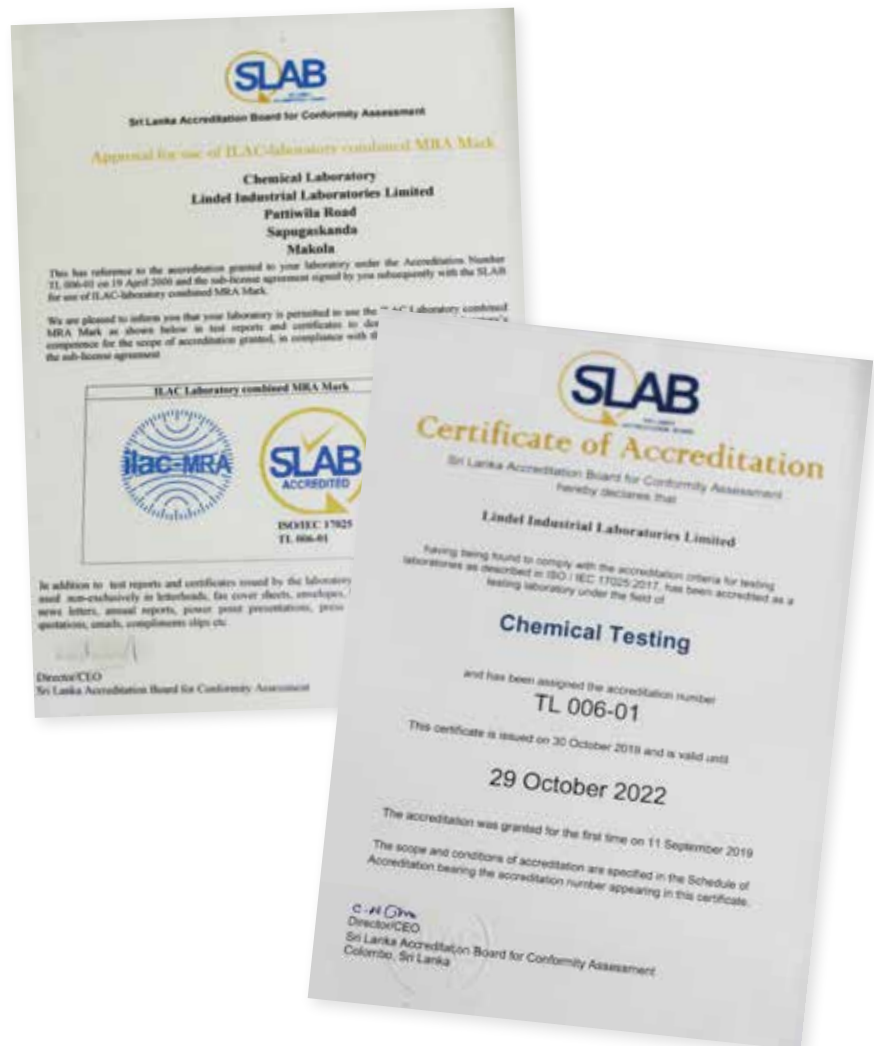 SLAB
Sri Lanka Accreditation Board for Conformity Assessment
Approval for use of ILAC-laboratory combined MRA Mark
Chemical Laboratory
Lindel Industrial Laboratories Limited
Pattiwila Road
Sapugaskanda
Makola
This has reference to the accreditation granted to your laboratory under the Accreditation Number
TL 006-01 on 19 April 2006 and the sub-license agreement signed by you subsequently with the SLAB
for use of ILAC-laboratory combined MRA Mark.
We are pleased to inform you that your laboratory is permitted to use the ILAC Laboratory combined
MRA Mark as shown below in test reports and certificates to
competence for the scope of accreditation granted, in compliance with
the sub-license agreement
ILAC Laboratory combined MRA Mark
ilac-MRA
SLAB
ACCREDITED
ISO/IEC 17025
TL 006-01
In addition to test reports and certificates issued by the laboratory
used non-exclusively in letterheads, fax cover sheets, envelopes,
news letters, annual reports, power point presentations, press
quotations, emails, compliments slips etc
Director/CEO
Sri Lanka Accreditation Board for Conformity Assessment
SLAB
Certificate of Accreditation
Sri Lanka Accreditation Board for Conformity Assessment
hereby declares that
Lindel Industrial Laboratories Limited
having being found to comply with the accreditation criteria for testing
laboratories as described in ISO / IEC 17025:2017, has been accredited as a
testing laboratory under the field of
Chemical Testing
and has been assigned the accreditation number
TL 006-01
This certificate is issued on 30 October 2019 and is valid until
29 October 2022
The accreditation was granted for the first time on 11 September 2019
The scope and conditions of accreditation are specified in the Schedule of
Accreditation bearing the accreditation number appearing in this certificate.
Director/CEO
Sri Lanka Accreditation Board for Conformity Assessment
Colombo, Sri Lanka